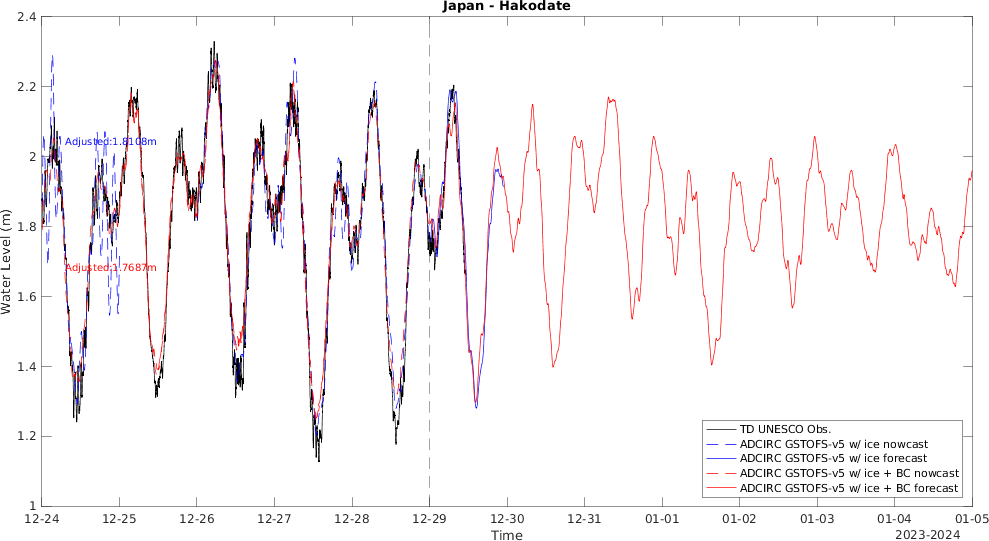 Japan - Hakodate
2.4
2.2
2
1.8
1.6
1.4
1.2
1
Water Level (m)
Adjusted:1.8108m
Adjusted:1.7687m
TD UNESCO Obs.
ADCIRC GSTOFS-v5 w/ ice nowcast
ADCIRC GSTOFS-v5 w/ ice forecast
ADCIRC GSTOFS-v5 w/ ice + BC nowcast
ADCIRC GSTOFS-v5 w/ ice + BC forecast
12-24 12-25 12-26 12-27 12-28 12-29 12-30 12-31 01-01 01-02 01-03 01-04 01-05
Time
2023-2024